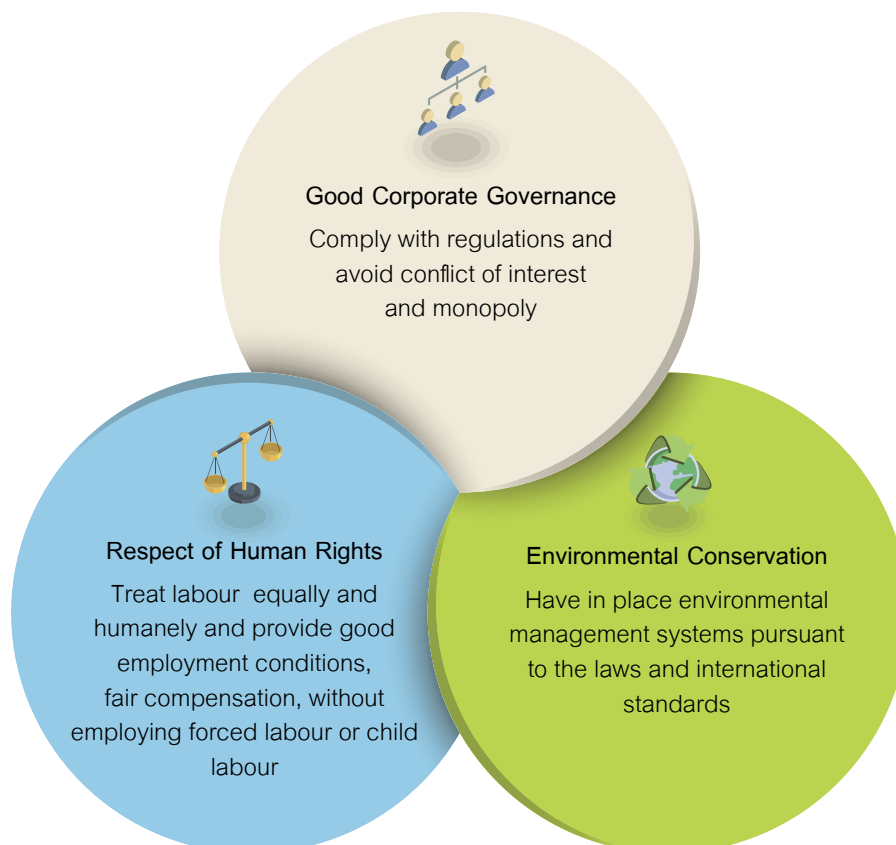 Good Corporate Governance
Comply with regulations and
avoid conflict of interest
and monopoly
Respect of Human Rights
Treat labour equally and
humanely and provide good
employment conditions,
fair compensation, without
employing forced labour or child
labour
Environmental Conservation
Have in place environmental
management systems pursuant
to the laws and international
standards